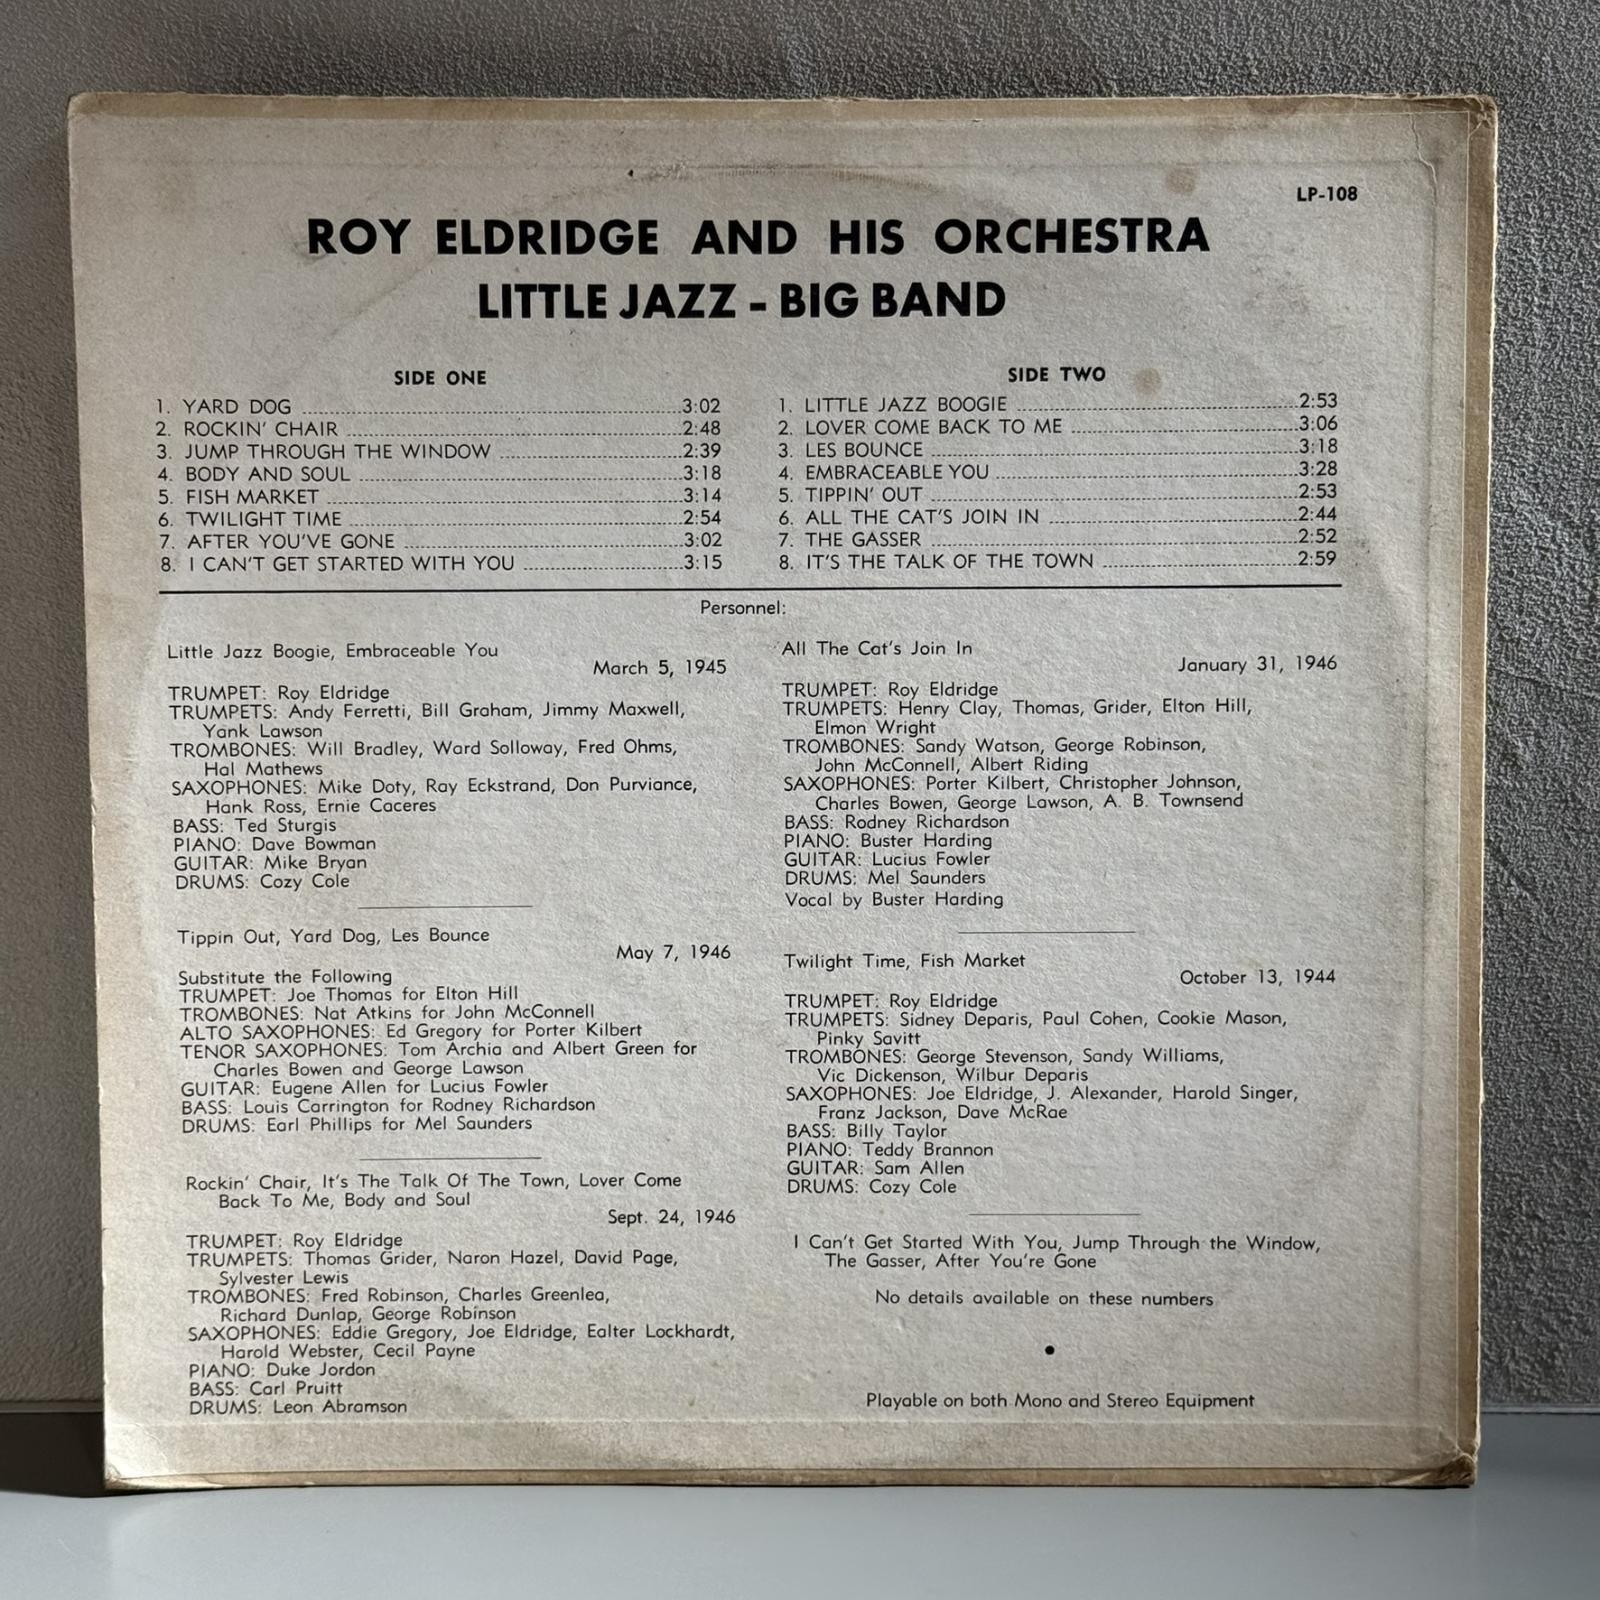 LP-108
ROY ELDRIDGE AND HIS ORCHESTRA
LITTLE JAZZ - BIG BAND
SIDE ONE
1. YARD DOG 3:02
2. ROCKIN' CHAIR 2:48
3. JUMP THROUGH THE WINDOW 2:39
4. BODY AND SOUL 3:18
5. FISH MARKET 3:14
6. TWILIGHT TIME 2:54
7. AFTER YOU'VE GONE 3:02
8. I CAN'T GET STARTED WITH YOU 3:15
SIDE TWO
1. LITTLE JAZZ BOOGIE 2:53
2. LOVER COME BACK TO ME 3:06
3. LES BOUNCE 3:18
4. EMBRACEABLE YOU 3:28
5. TIPPIN' OUT 2:53
6. ALL THE CAT'S JOIN IN 2:44
7. THE GASSER 2:52
8. IT'S THE TALK OF THE TOWN 2:59
Personnel:
Little Jazz Boogie, Embraceable You
March 5, 1945
TRUMPET: Roy Eldridge
TRUMPETS: Andy Ferretti, Bill Graham, Jimmy Maxwell,
Yank Lawson
TROMBONES: Will Bradley, Ward Solloway, Fred Ohms,
Hal Mathews
SAXOPHONES: Mike Doty, Ray Eckstrand, Don Purviance,
Hank Ross, Ernie Caceres
BASS: Ted Sturgis
PIANO: Dave Bowman
GUITAR: Mike Bryan
DRUMS: Cozy Cole
Tippin Out, Yard Dog, Les Bounce
May 7, 1946
Substitute the Following
TRUMPET: Joe Thomas for Elton Hill
TROMBONES: Nat Atkins for John McConnell
ALTO SAXOPHONES: Ed Gregory for Porter Kilbert
TENOR SAXOPHONES: Tom Archia and Albert Green for
Charles Bowen and George Lawson
GUITAR: Eugene Allen for Lucius Fowler
BASS: Louis Carrington for Rodney Richardson
DRUMS: Earl Phillips for Mel Saunders
Rockin' Chair, It's The Talk Of The Town, Lover Come
Back To Me, Body and Soul
Sept. 24, 1946
TRUMPET: Roy Eldridge
TRUMPETS: Thomas Grider, Naron Hazel, David Page,
Sylvester Lewis
TROMBONES: Fred Robinson, Charles Greenlea,
Richard Dunlap, George Robinson
SAXOPHONES: Eddie Gregory, Joe Eldridge, Ealter Lockhardt,
Harold Webster, Cecil Payne
PIANO: Duke Jordon
BASS: Carl Pruitt
DRUMS: Leon Abramson
All The Cat's Join In
January 31, 1946
TRUMPET: Roy Eldridge
TRUMPETS: Henry Clay, Thomas, Grider, Elton Hill,
Elmon Wright
TROMBONES: Sandy Watson, George Robinson,
John McConnell, Albert Riding
SAXOPHONES: Porter Kilbert, Christopher Johnson,
Charles Bowen, George Lawson, A. B. Townsend
BASS: Rodney Richardson
PIANO: Buster Harding
GUITAR: Lucius Fowler
DRUMS: Mel Saunders
Vocal by Buster Harding
Twilight Time, Fish Market
October 13, 1944
TRUMPET: Roy Eldridge
TRUMPETS: Sidney Deparis, Paul Cohen, Cookie Mason,
Pinky Savitt
TROMBONES: George Stevenson, Sandy Williams,
Vic Dickenson, Wilbur Deparis
SAXOPHONES: Joe Eldridge, J. Alexander, Harold Singer,
Franz Jackson, Dave McRae
BASS: Billy Taylor
PIANO: Teddy Brannon
GUITAR: Sam Allen
DRUMS: Cozy Cole
I Can't Get Started With You, Jump Through the Window,
The Gasser, After You're Gone
No details available on these numbers
Playable on both Mono and Stereo Equipment